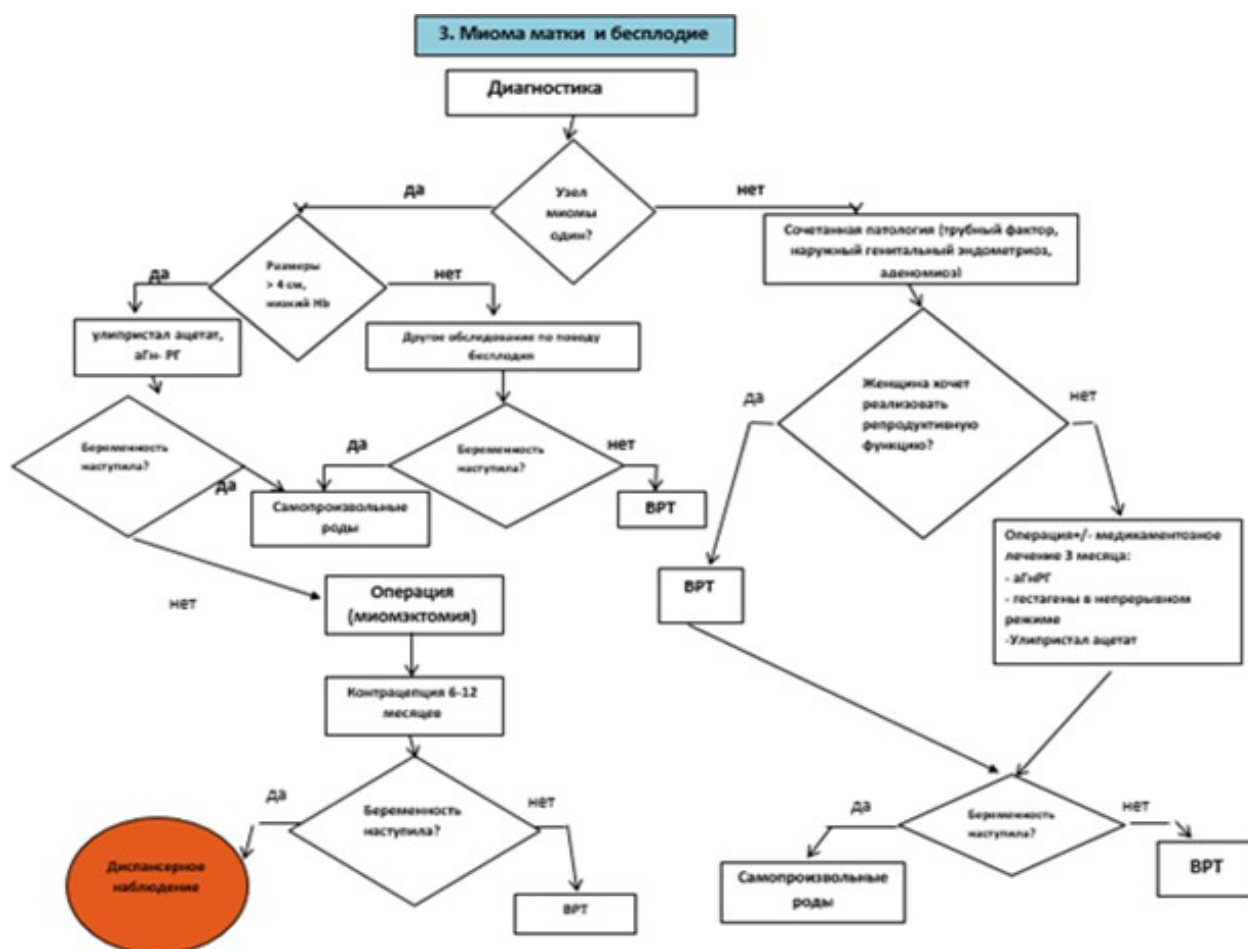 3. Миома матки и бесплодие
Диагностика
да
Узел
миомы
один?
нет
Сочетанная патология (трубный фактор,
наружный генитальный эндометриоз,
аденомиоз)
да
Размеры
> 4 см,
низкий Hb
нет
улипристал ацетат,
аГн- РГ
Другое обследование по поводу
бесплодия
да
Женщина хочет
реализовать
репродуктивную
функцию?
нет
Беременность
наступила?
да
да
Беременность
наступила?
нет
Самопроизвольные
роды
ВРТ
Операция+/- медикаментозное
лечение 3 месяца:
- аГнРГ
- гестагены в непрерывном
режиме
-Улипристал ацетат
ВРТ
нет
Операция
(миомэктомия)
Контрацепция 6-12
месяцев
да
Беременность
наступила?
нет
да
Беременность
наступила?
нет
Диспансерное
наблюдение
ВРТ
Самопроизвольные
роды
ВРТ